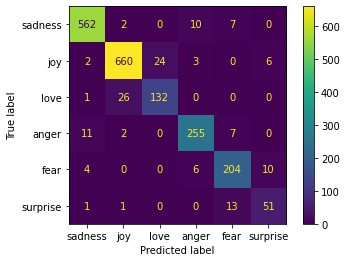 sadness 562 2 0 10 7 0
joy 2 660 24 3 0 6
love 1 26 132 0 0 0
anger 11 2 0 255 7 0
fear 4 0 0 6 204 10
surprise 1 1 0 0 13 51
sadness joy love anger fear surprise
Predicted label
True label
600
500
400
300
200
100
0